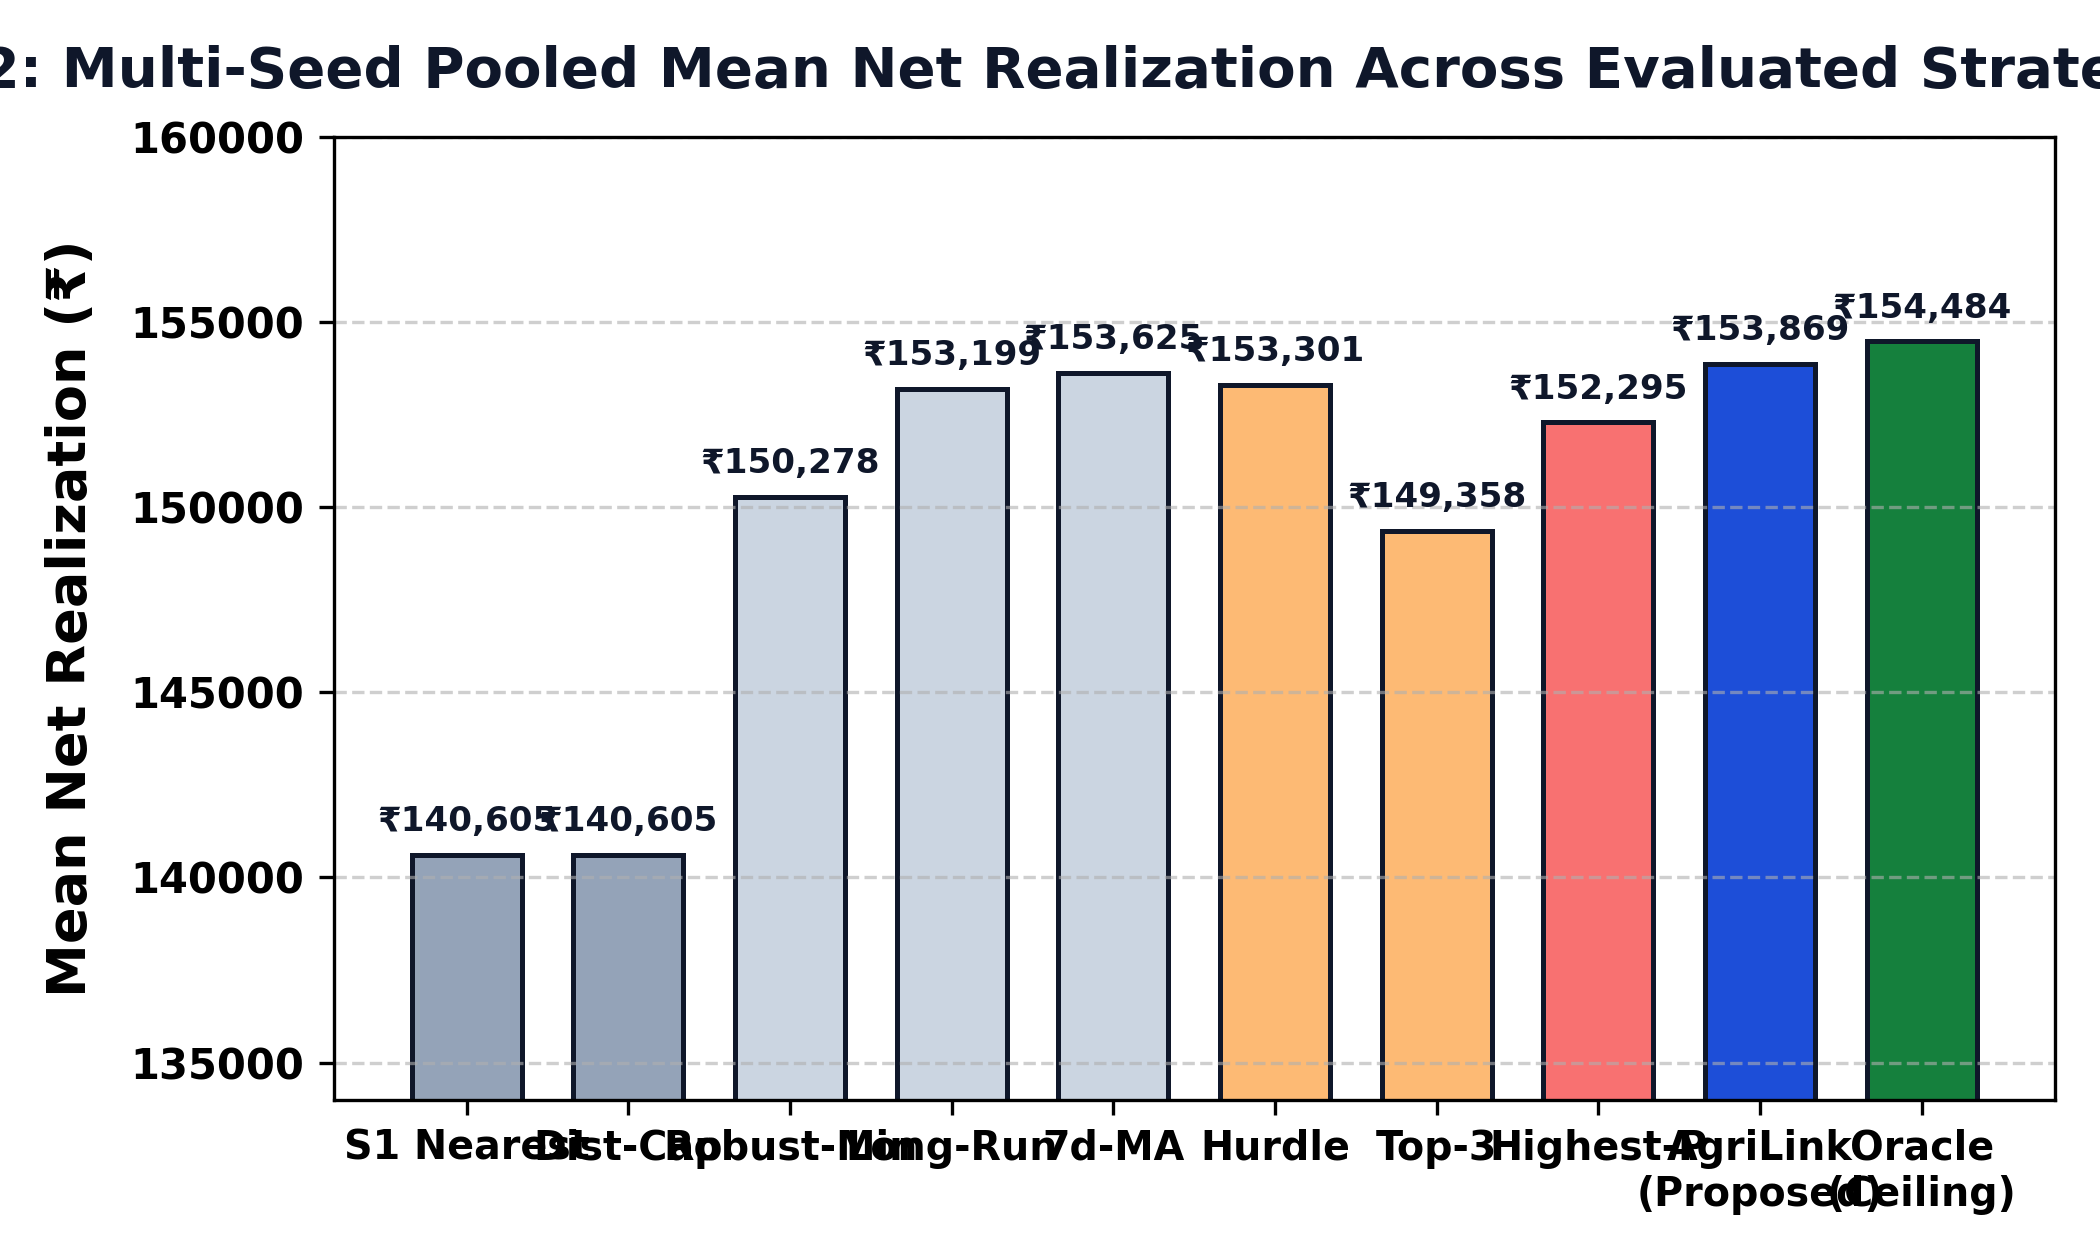 2: Multi-Seed Pooled Mean Net Realization Across Evaluated Strate
Mean Net Realization (₹)
160000
155000
150000
145000
140000
135000
₹140,605
₹140,605
₹150,278
₹153,199
₹153,625
₹153,301
₹149,358
₹152,295
₹153,869
₹154,484
S1 Nearest
Dist-Cap
Robust-Min
Long-Run
7d-MA
Hurdle
Top-3
Highest-P
AgriLink
(Proposed)
Oracle
(Ceiling)